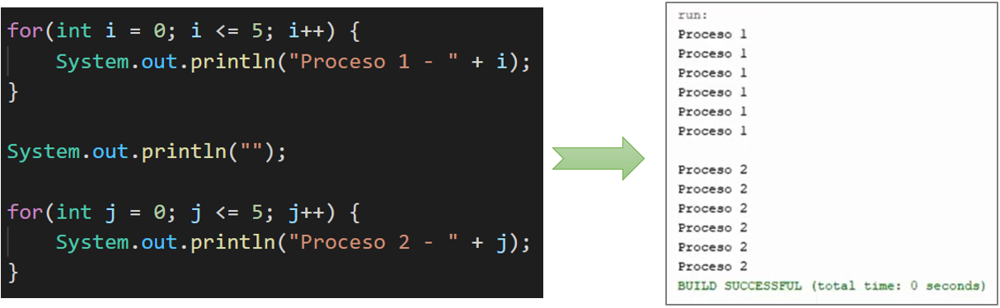 for(int i = 0; i <= 5; i++) {
    System.out.println("Proceso 1 - " + i);
}

System.out.println("");

for(int j = 0; j <= 5; j++) {
    System.out.println("Proceso 2 - " + j);
}
run:
Proceso 1
Proceso 1
Proceso 1
Proceso 1
Proceso 1
Proceso 1

Proceso 2
Proceso 2
Proceso 2
Proceso 2
Proceso 2
Proceso 2
BUILD SUCCESSFUL (total time: 0 seconds)